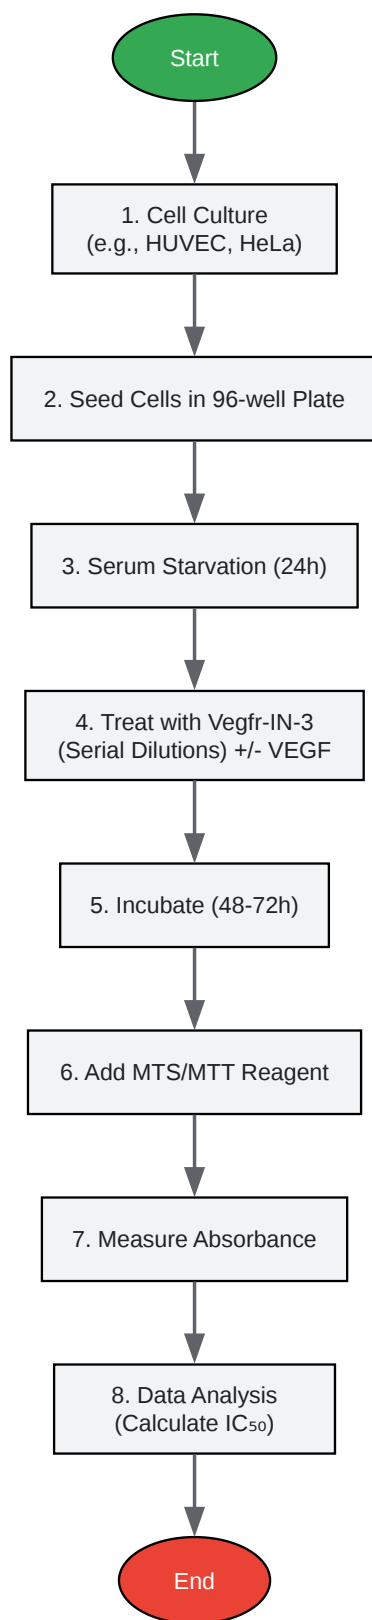 Start
1. Cell Culture
(e.g., HUVEC, HeLa)
2. Seed Cells in 96-well Plate
3. Serum Starvation (24h)
4. Treat with Vegfr-IN-3
(Serial Dilutions) +/- VEGF
5. Incubate (48-72h)
6. Add MTS/MTT Reagent
7. Measure Absorbance
8. Data Analysis
(Calculate IC₅₀)
End